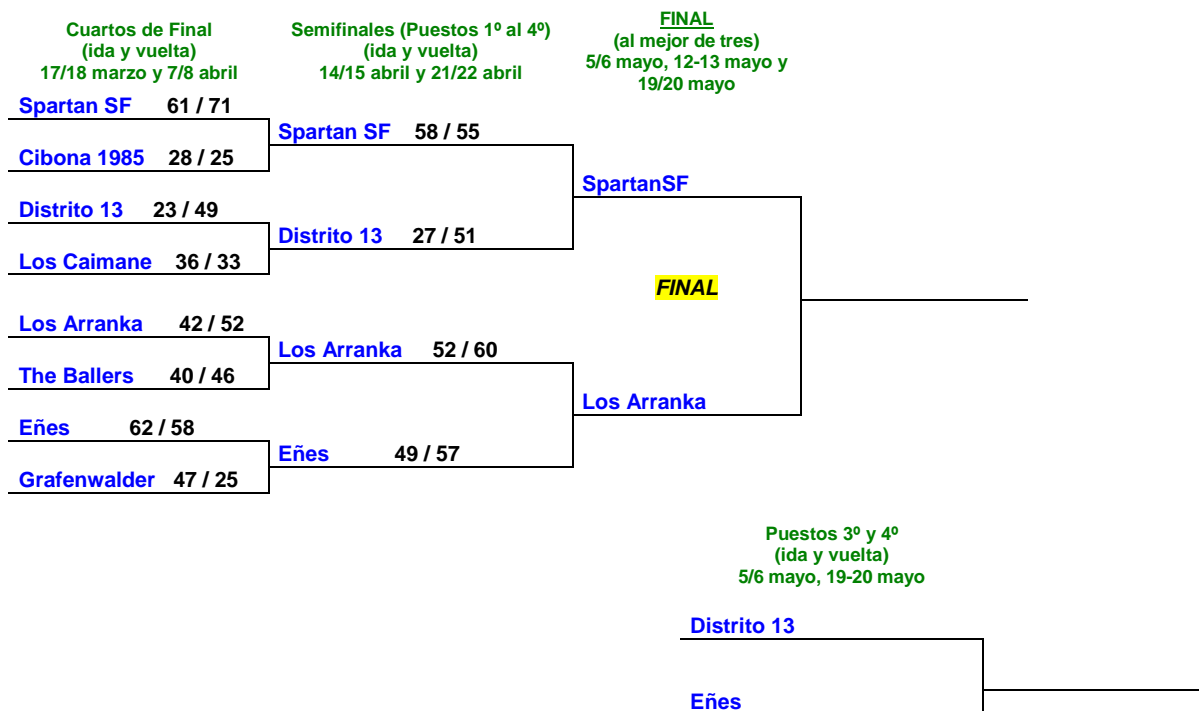 Cuartos de Final
(ida y vuelta)
17/18 marzo y 7/8 abril
Semifinales (Puestos 1º al 4º)
(ida y vuelta)
14/15 abril y 21/22 abril
FINAL
(al mejor de tres)
5/6 mayo, 12-13 mayo y
19/20 mayo
Spartan SF 61 / 71
Cibona 1985 28 / 25
Distrito 13 23 / 49
Los Caimane 36 / 33
Los Arranka 42 / 52
The Ballers 40 / 46
Eñes 62 / 58
Grafenwalder 47 / 25
Spartan SF 58 / 55
Distrito 13 27 / 51
Los Arranka 52 / 60
Eñes 49 / 57
SpartanSF
FINAL
Los Arranka
Puestos 3º y 4º
(ida y vuelta)
5/6 mayo, 19-20 mayo
Distrito 13
Eñes